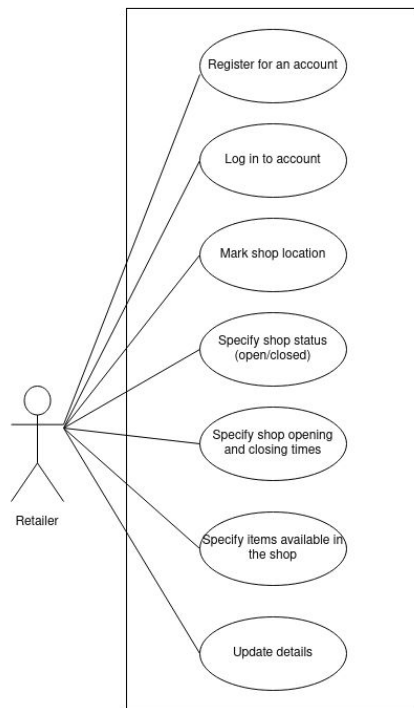 Register for an account
Log in to account
Mark shop location
Specify shop status
(open/closed)
Specify shop opening
and closing times
Retailer
Specify items available in
the shop
Update details